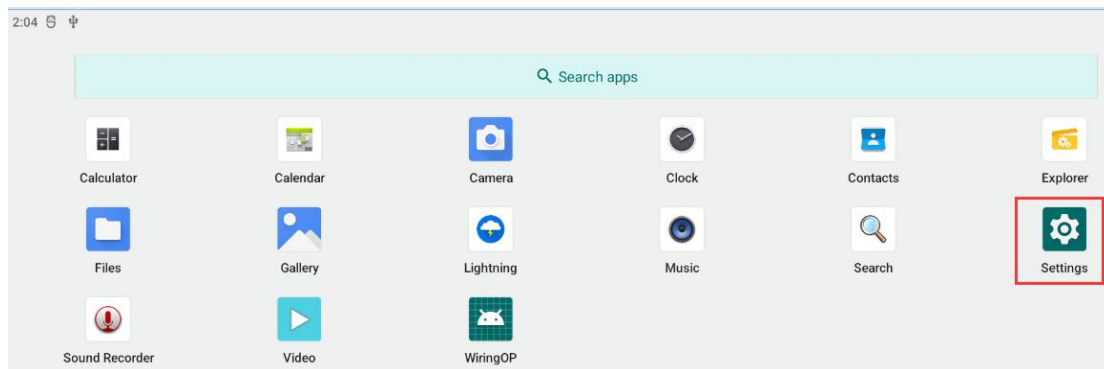 2:04
Search apps
Calculator
Calendar
Camera
Clock
Contacts
Explorer
Files
Gallery
Lightning
Music
Search
Settings
Sound Recorder
Video
WiringOP